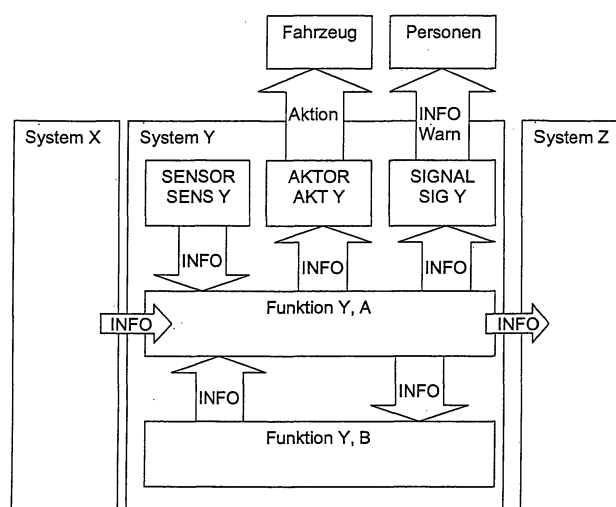 Fahrzeug
Personen
Aktion
INFO
Warn
System X
System Y
System Z
SENSOR
SENS Y
AKTOR
AKT Y
SIGNAL
SIG Y
INFO
INFO
INFO
Funktion Y, A
INFO
INFO
INFO
INFO
Funktion Y, B